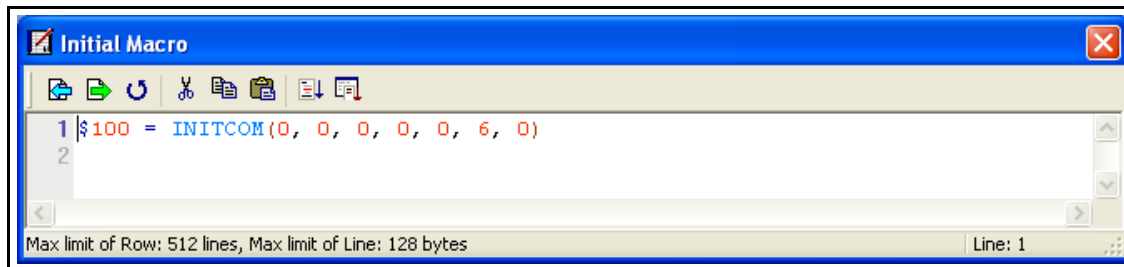 Initial Macro
1 $100 = INITCOM(0, 0, 0, 0, 0, 6, 0)
2
Max limit of Row: 512 lines, Max limit of Line: 128 bytes Line: 1